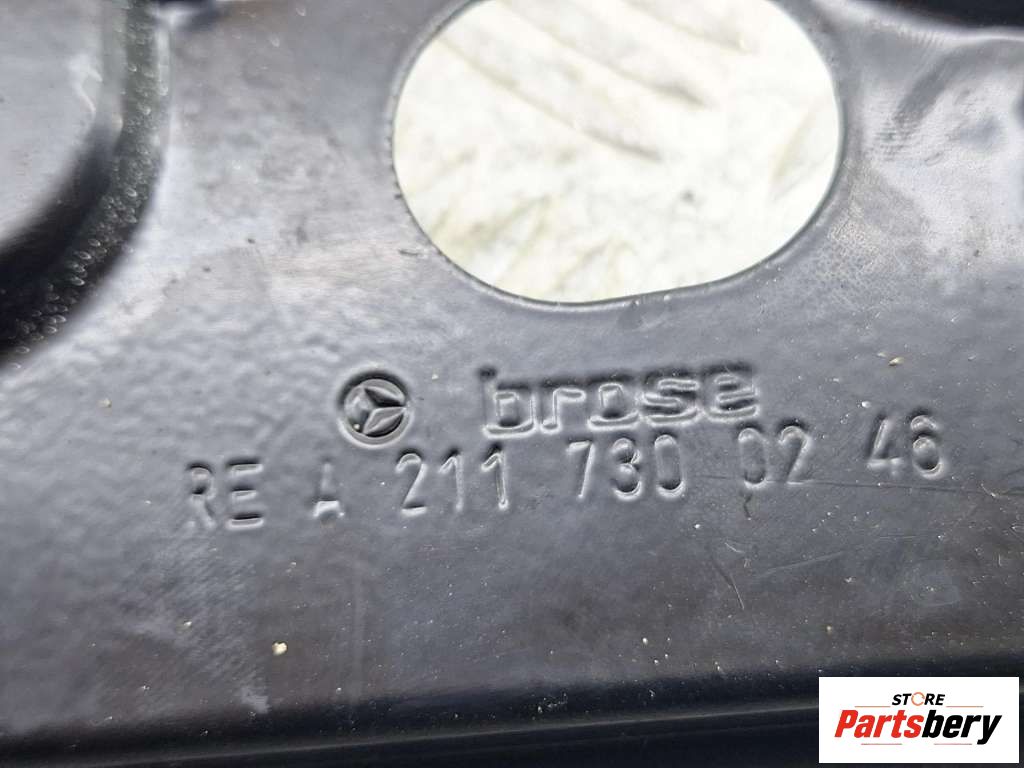 brose
RE A 211 730 02 46
STORE
Partsbery